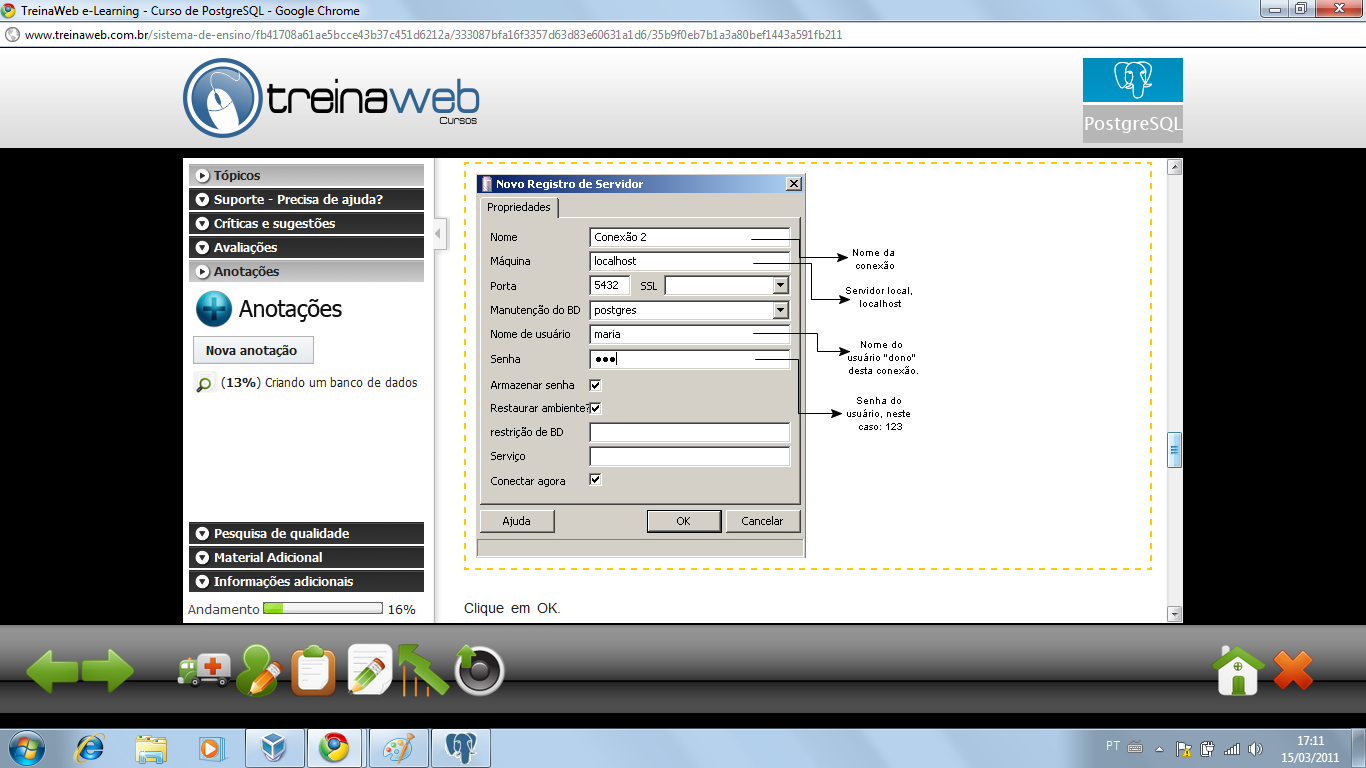 TreinaWeb e-Learning - Curso de PostgreSQL - Google Chrome
www.treinaweb.com.br/sistema-de-ensino/fb41708a61ae5bcce43b37c451d6212a/333087bfa16f3357d63d83e60631a1d6/35b9f0eb7b1a3a80bef1443a591fb211
treinaweb
Cursos
PostgreSQL
Tópicos
Suporte - Precisa de ajuda?
Críticas e sugestões
Avaliações
Anotações
Anotações
Nova anotação
(13%) Criando um banco de dados
Pesquisa de qualidade
Material Adicional
Informações adicionais
Andamento 16%
Novo Registro de Servidor
Propriedades
Nome Conexão 2
Máquina localhost
Porta 5432 SSL
Manutenção do BD postgres
Nome de usuário maria
Senha ●●●
Armazenar senha
Restaurar ambiente?
restrição de BD
Serviço
Conectar agora
Ajuda OK Cancelar
Nome da
conexão
Servidor local,
localhost
Nome do
usuário "dono"
desta conexão.
Senha do
usuário, neste
caso: 123
Clique em OK.
PT
17:11
15/03/2011